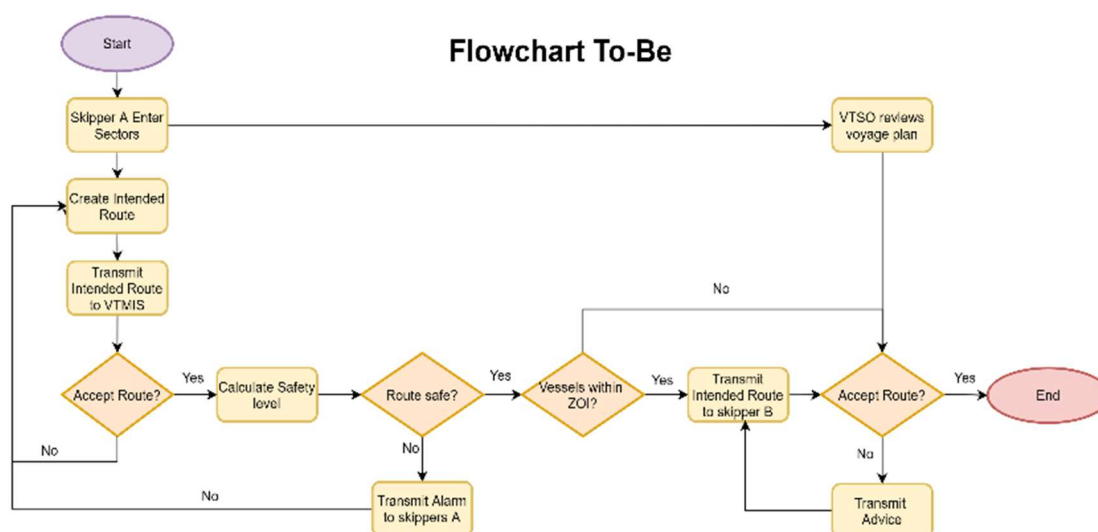 Flowchart To-Be
Start
Skipper A Enter
Sectors
VTSO reviews
voyage plan
Create Intended
Route
Transmit
Intended Route
to VTMIS
No
Accept Route?
Yes
Calculate Safety
level
Route safe?
Yes
Vessels within
ZOI?
Yes
Transmit
Intended Route
to skipper B
Accept Route?
Yes
End
No
No
No
No
Transmit Alarm
to skippers A
Transmit
Advice